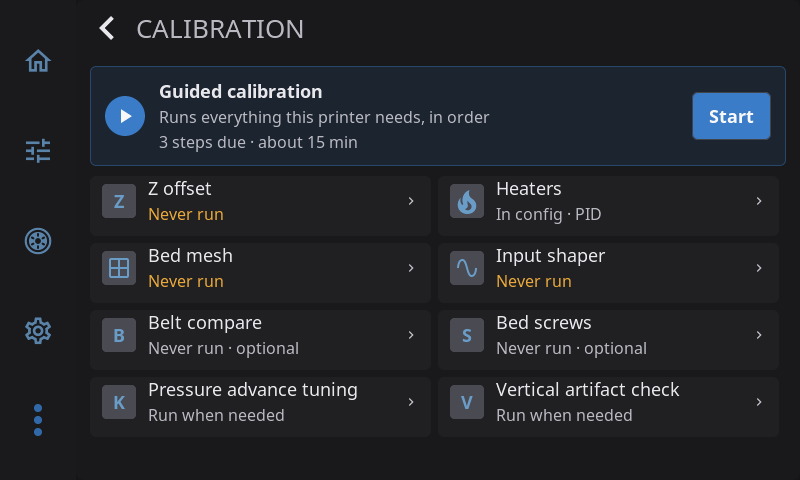 CALIBRATION
Guided calibration
Runs everything this printer needs, in order
3 steps due · about 15 min
Start
Z
Z offset
Never run
Heaters
In config · PID
Bed mesh
Never run
Input shaper
Never run
B
Belt compare
Never run · optional
S
Bed screws
Never run · optional
K
Pressure advance tuning
Run when needed
V
Vertical artifact check
Run when needed